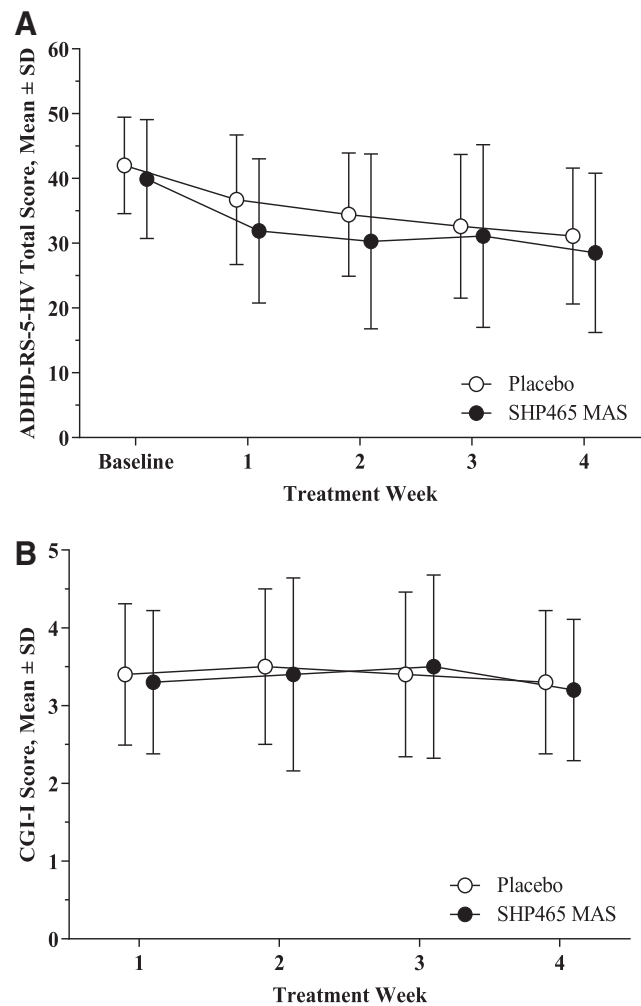 A
ADHD-RS-5-HV Total Score, Mean ± SD
60
50
40
30
20
10
0
Placebo
SHP465 MAS
Baseline 1 2 3 4
Treatment Week
B
CGI-I Score, Mean ± SD
5
4
3
2
1
0
Placebo
SHP465 MAS
1 2 3 4
Treatment Week